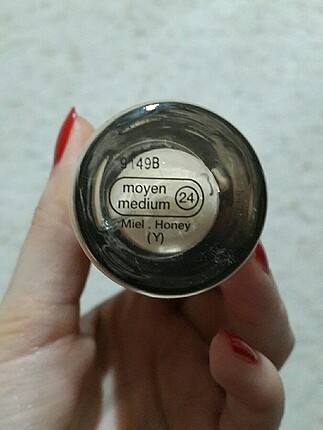 9149B
moyen
medium 24
Miel . Honey
(Y)